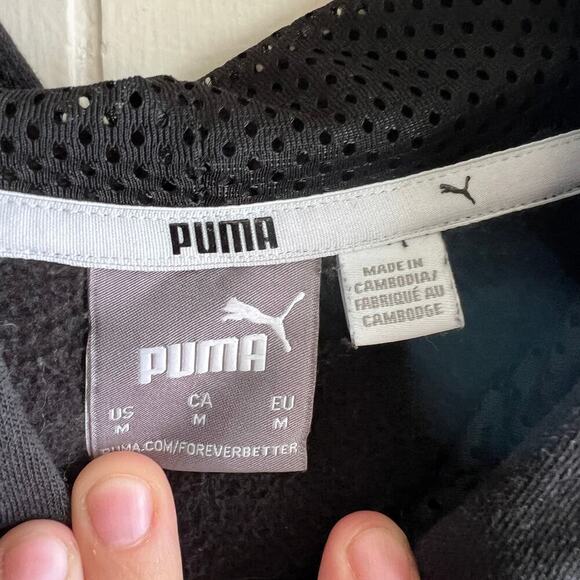 PUMA
MADE IN
CAMBODIA/
FABRIQUÉ AU
CAMBODGE
PUMA
US CA EU
M M M
PUMA.COM/FOREVERBETTER